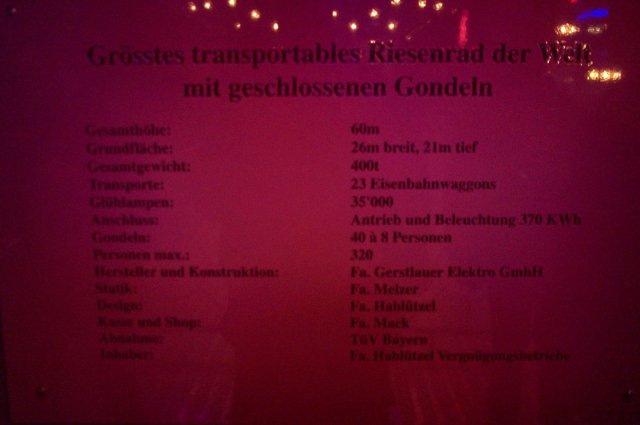 Grösstes transportables Riesenrad der Welt
mit geschlossenen Gondeln
Gesamthöhe: 60m
Grundfläche: 26m breit, 21m tief
Gesamtgewicht: 400t
Transporte: 23 Eisenbahnwaggons
Glühlampen: 35'000
Anschluss: Antrieb und Beleuchtung 370 KWh
Gondeln: 40 à 8 Personen
Personen max.: 320
Hersteller und Konstruktion: Fa. Gerstlauer Elektro GmbH
Statik: Fa. Melzer
Design: Fa. Hablützel
Kasse und Shop: Fa. Mack
Abnahme: TüV Bayern
Inhaber: Fa. Hablützel Vergnügungsbetriebe